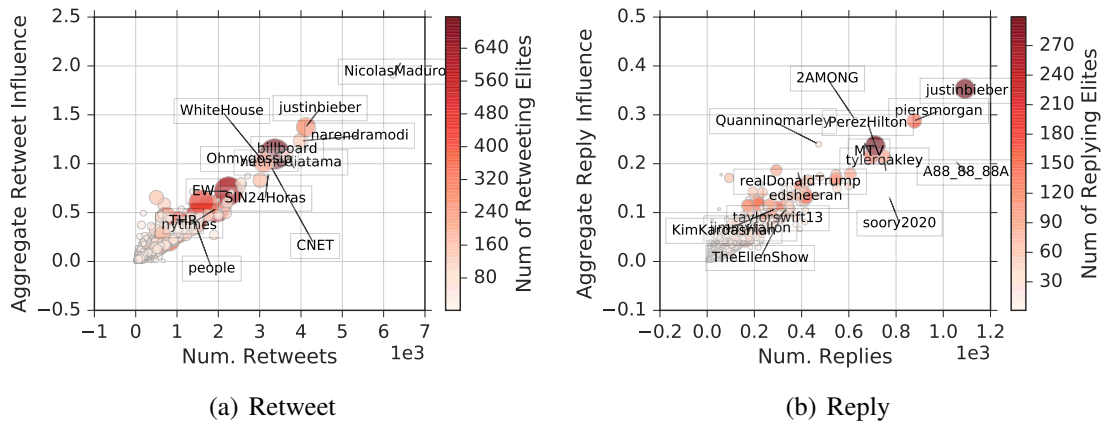 2.5
2.0
1.5
1.0
0.5
0.0
−0.5
Aggregate Retweet Influence
NicolasMaduro
WhiteHouse
justinbieber
narendramodi
billboard
Ohmygossip
EW
SIN24Horas
THR
nytimes
CNET
people
−1 0 1 2 3 4 5 6 7
1e3
Num. Retweets
640
560
480
400
320
240
160
80
Num of Retweeting Elites
(a) Retweet
0.5
0.4
0.3
0.2
0.1
0.0
−0.1
Aggregate Reply Influence
2AMONG
justinbieber
piersmorgan
Quanninomarley
PerezHilton
MTV
tyleroakley
A88_88_88A
realDonaldTrump
edsheeran
taylorswift13
soory2020
jimmyfallon
KimKardashian
TheEllenShow
−0.2 0.0 0.2 0.4 0.6 0.8 1.0 1.2
1e3
Num. Replies
270
240
210
180
150
120
90
60
30
Num of Replying Elites
(b) Reply